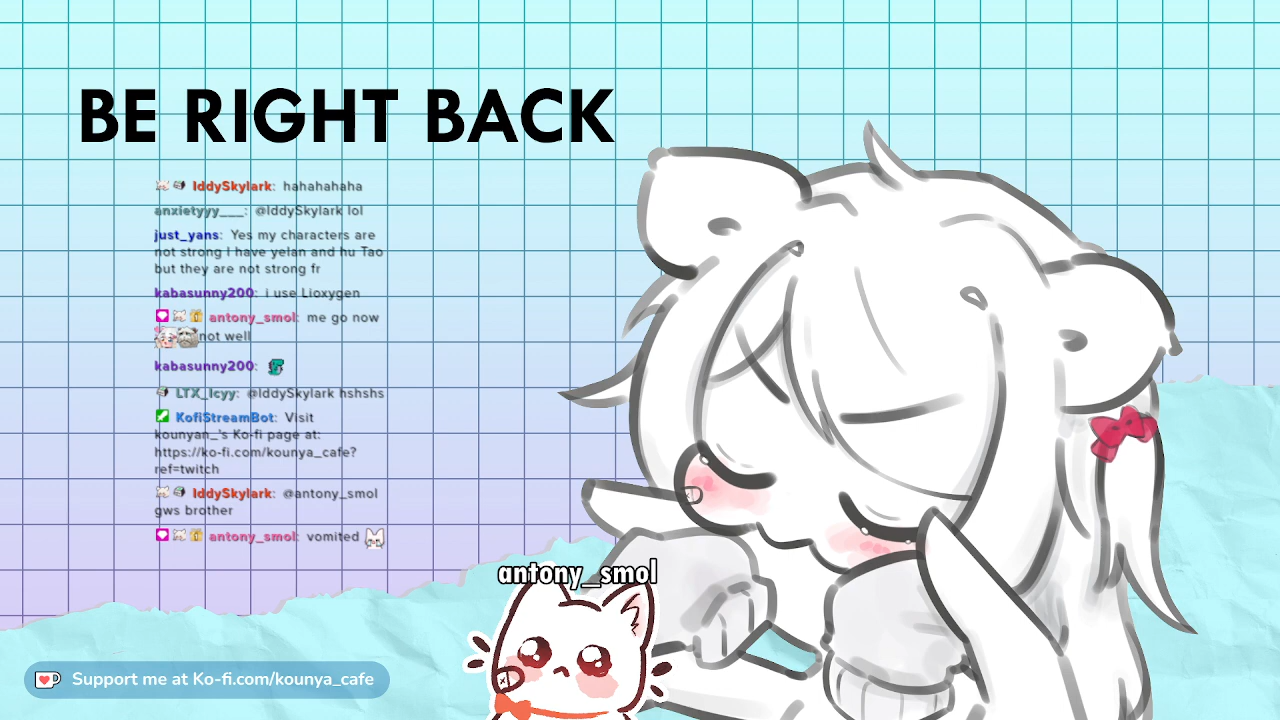 BE RIGHT BACK
IddySkylark: hahahahaha
anxietyyy___: @IddySkylark lol
just_yans: Yes my characters are
not strong I have yelan and hu Tao
but they are not strong fr
kabasunny200: i use Lioxygen
antony_smol: me go now
not well
kabasunny200:
LTX_Icyy: @IddySkylark hshshs
KofiStreamBot: Visit
kounyan_'s Ko-fi page at:
https://ko-fi.com/kounya_cafe?
ref=twitch
IddySkylark: @antony_smol
gws brother
antony_smol: vomited
antony_smol
Support me at Ko-fi.com/kounya_cafe